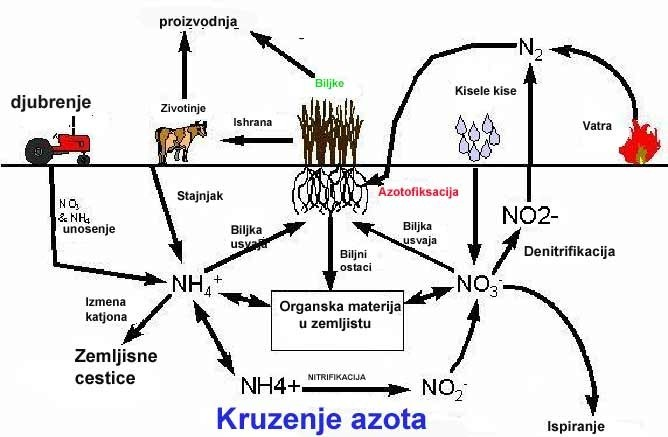 proizvodnja
N2
Biljke
djubrenje
Zivotinje
Ishrana
Kisele kise
Vatra
Stajnjak
Azotofiksacija
NO3
& NH4
unosenje
NO2-
Biljka
usvaja
Biljka
usvaja
Biljni
ostaci
Denitrifikacija
NH4+
NO3-
Izmena
katjona
Organska materija
u zemljistu
Zemljisne
cestice
NH4+
NITRIFIKACIJA
NO2-
Kruzenje azota
Ispiranje